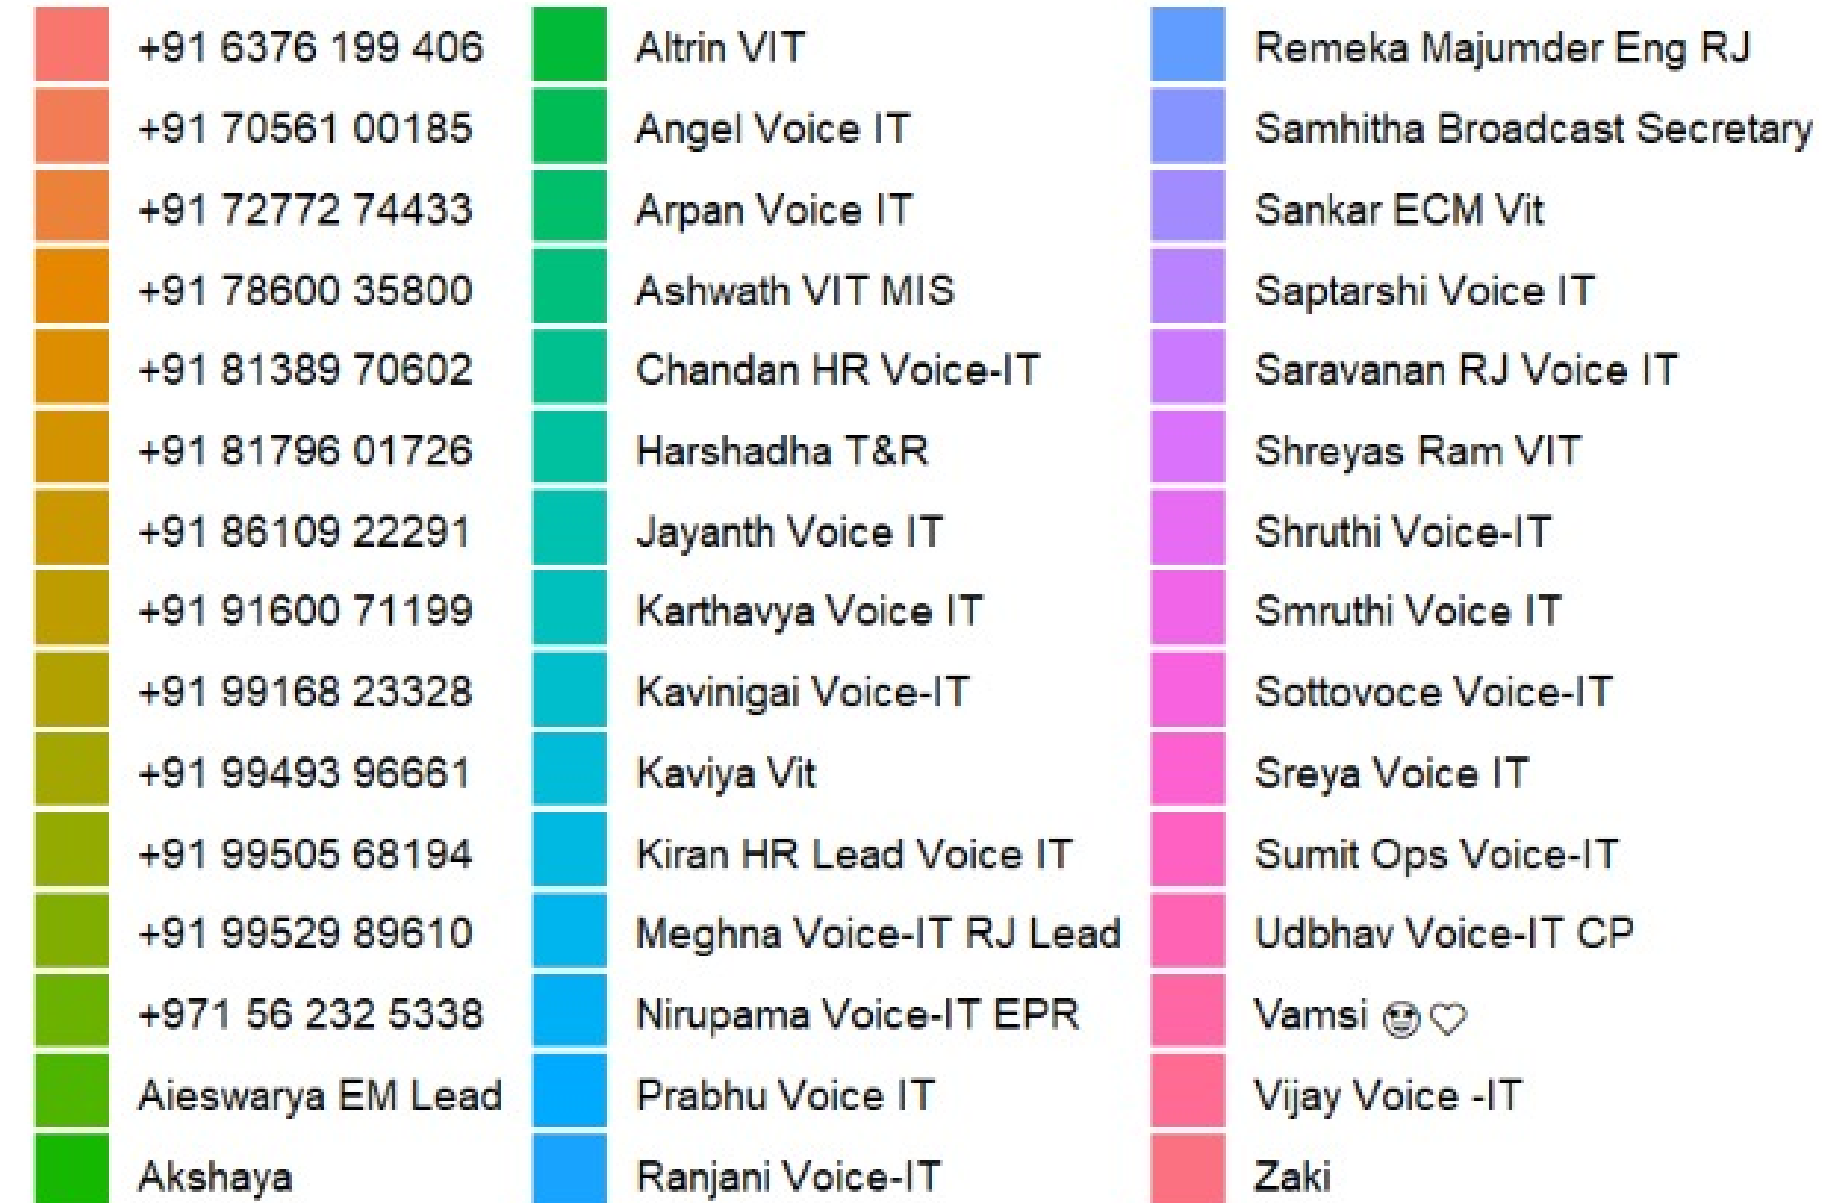 +91 6376 199 406
+91 70561 00185
+91 72772 74433
+91 78600 35800
+91 81389 70602
+91 81796 01726
+91 86109 22291
+91 91600 71199
+91 99168 23328
+91 99493 96661
+91 99505 68194
+91 99529 89610
+971 56 232 5338
Aieswarya EM Lead
Akshaya
Altrin VIT
Angel Voice IT
Arpan Voice IT
Ashwath VIT MIS
Chandan HR Voice-IT
Harshadha T&R
Jayanth Voice IT
Karthavya Voice IT
Kavinigai Voice-IT
Kaviya Vit
Kiran HR Lead Voice IT
Meghna Voice-IT RJ Lead
Nirupama Voice-IT EPR
Prabhu Voice IT
Ranjani Voice-IT
Remeka Majumder Eng RJ
Samhitha Broadcast Secretary
Sankar ECM Vit
Saptarshi Voice IT
Saravanan RJ Voice IT
Shreyas Ram VIT
Shruthi Voice-IT
Smruthi Voice IT
Sottovoce Voice-IT
Sreya Voice IT
Sumit Ops Voice-IT
Udbhav Voice-IT CP
Vamsi 😍♡
Vijay Voice -IT
Zaki